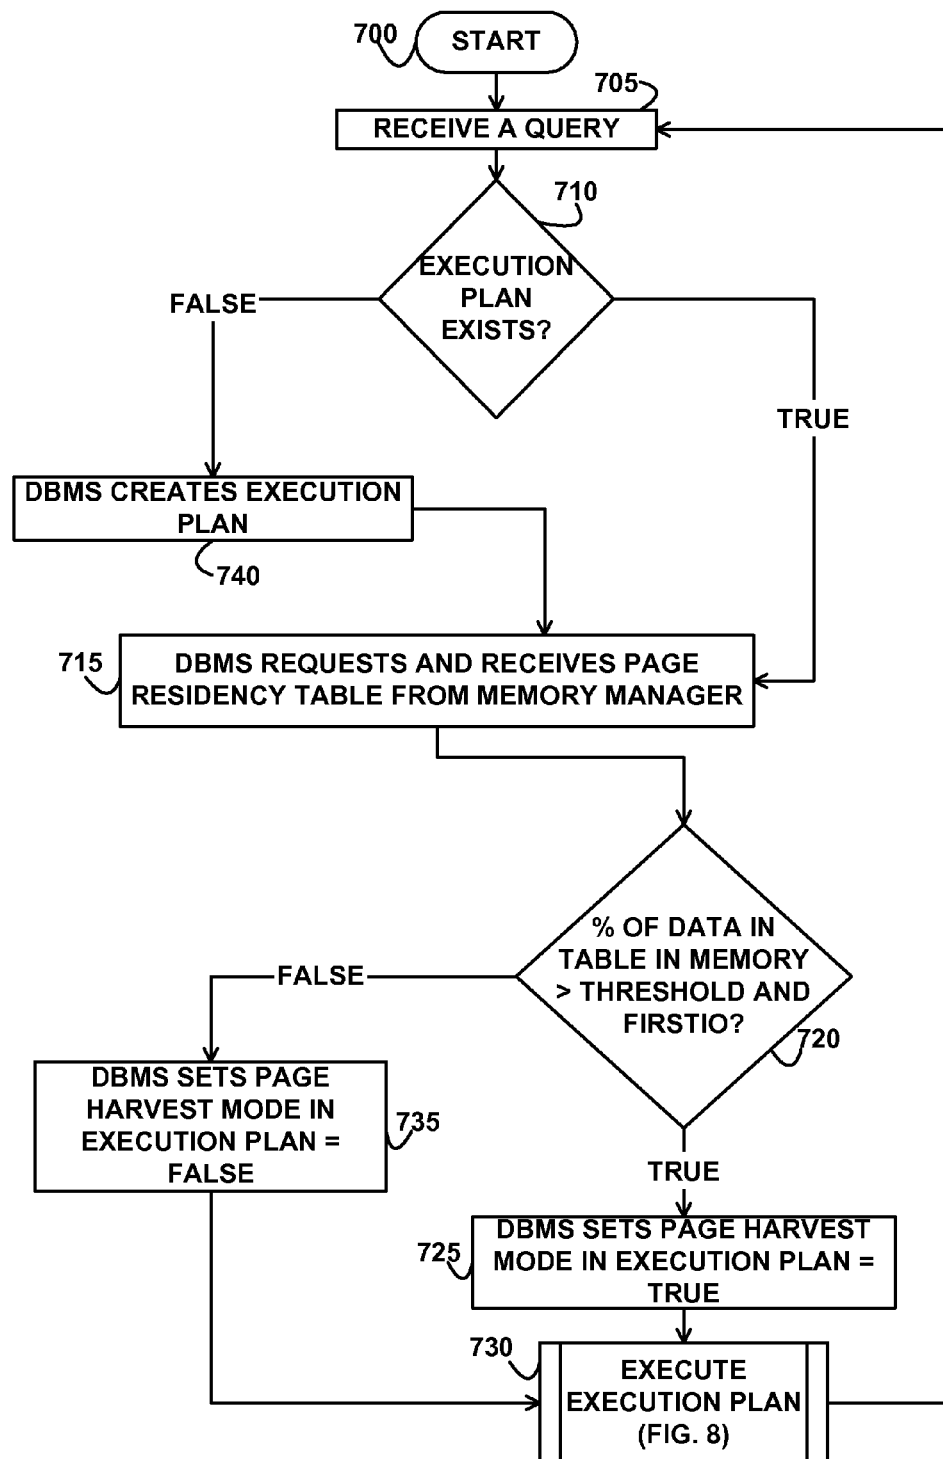 700
START
705
RECEIVE A QUERY
710
EXECUTION
PLAN
EXISTS?
FALSE
TRUE
DBMS CREATES EXECUTION
PLAN
740
715
DBMS REQUESTS AND RECEIVES PAGE
RESIDENCY TABLE FROM MEMORY MANAGER
% OF DATA IN
TABLE IN MEMORY
> THRESHOLD AND
FIRSTIO?
720
FALSE
DBMS SETS PAGE
HARVEST MODE IN
EXECUTION PLAN =
FALSE
735
TRUE
725
DBMS SETS PAGE HARVEST
MODE IN EXECUTION PLAN =
TRUE
730
EXECUTE
EXECUTION PLAN
(FIG. 8)